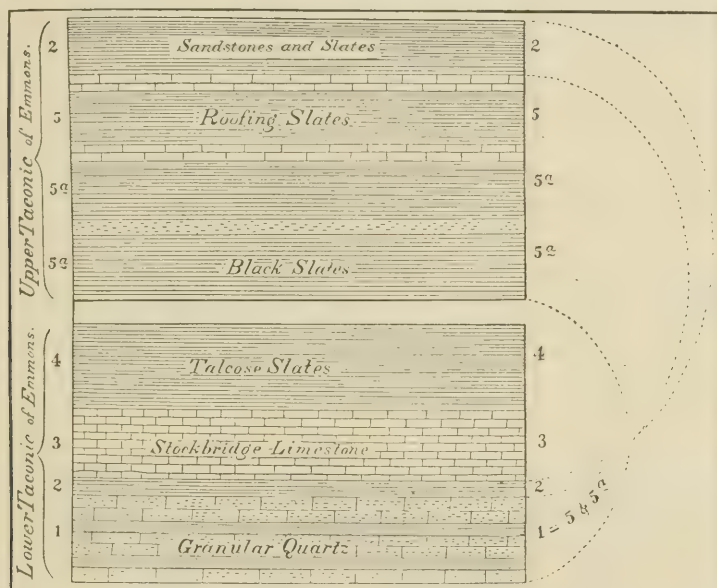 Upper Taconic of Emmons.
2 Sandstones and Slates 2
5 Roofing Slates 5
5a 5a
5a Black Slates 5a
Lower Taconic of Emmons.
4 Talcose Slates 4
3 Stockbridge Limestone 3
2 2
1 Granular Quartz 1 = 5 & 5a